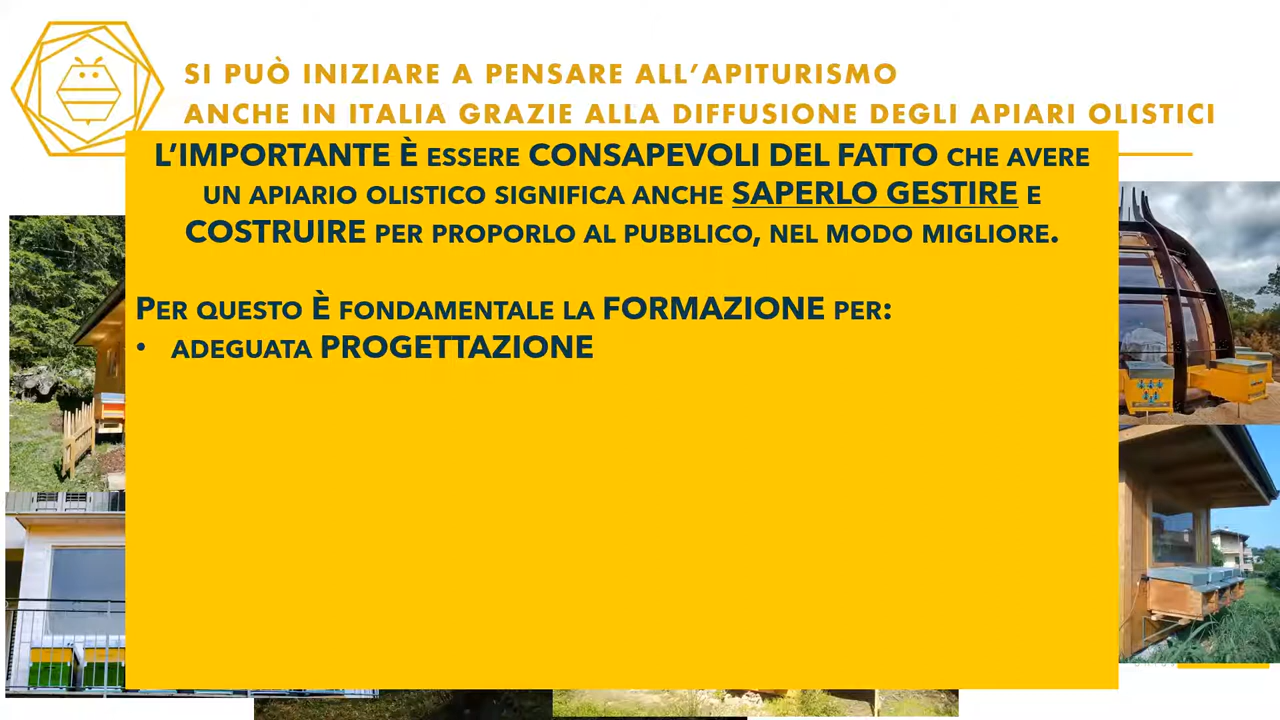 SI PUÒ INIZIARE A PENSARE ALL'APITURISMO
ANCHE IN ITALIA GRAZIE ALLA DIFFUSIONE DEGLI APIARI OLISTICI
L'IMPORTANTE È ESSERE CONSAPEVOLI DEL FATTO CHE AVERE
UN APIARIO OLISTICO SIGNIFICA ANCHE SAPERLO GESTIRE E
COSTRUIRE PER PROPORLO AL PUBBLICO, NEL MODO MIGLIORE.
PER QUESTO È FONDAMENTALE LA FORMAZIONE PER:
• ADEGUATA PROGETTAZIONE